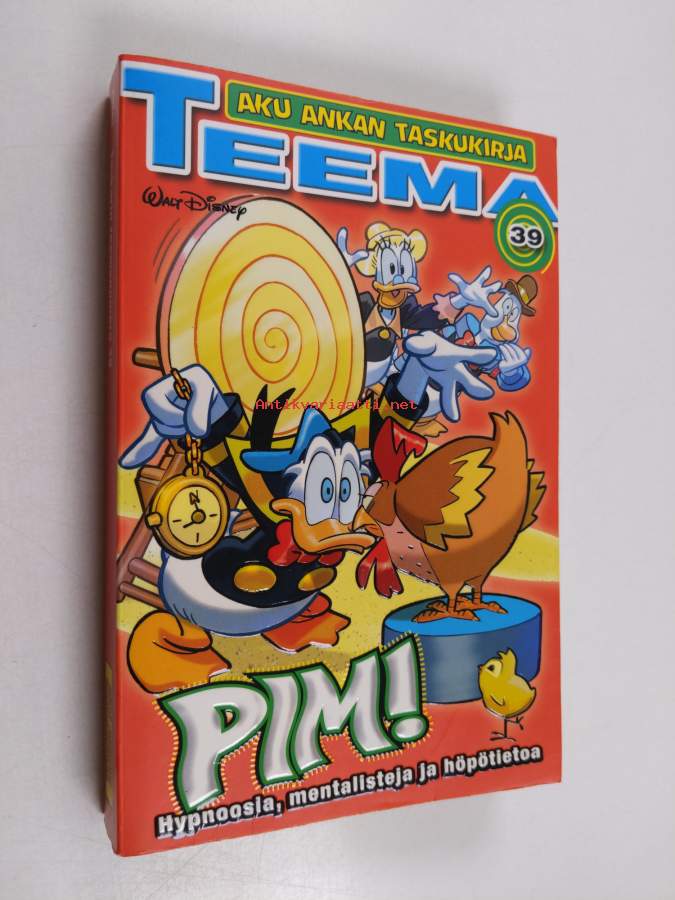 AKU ANKAN TASKUKIRJA
TEEMA
WALT DISNEY
39
Antikvariaatti.net
N
PIM!
Hypnoosia, mentalisteja ja höpötietoa